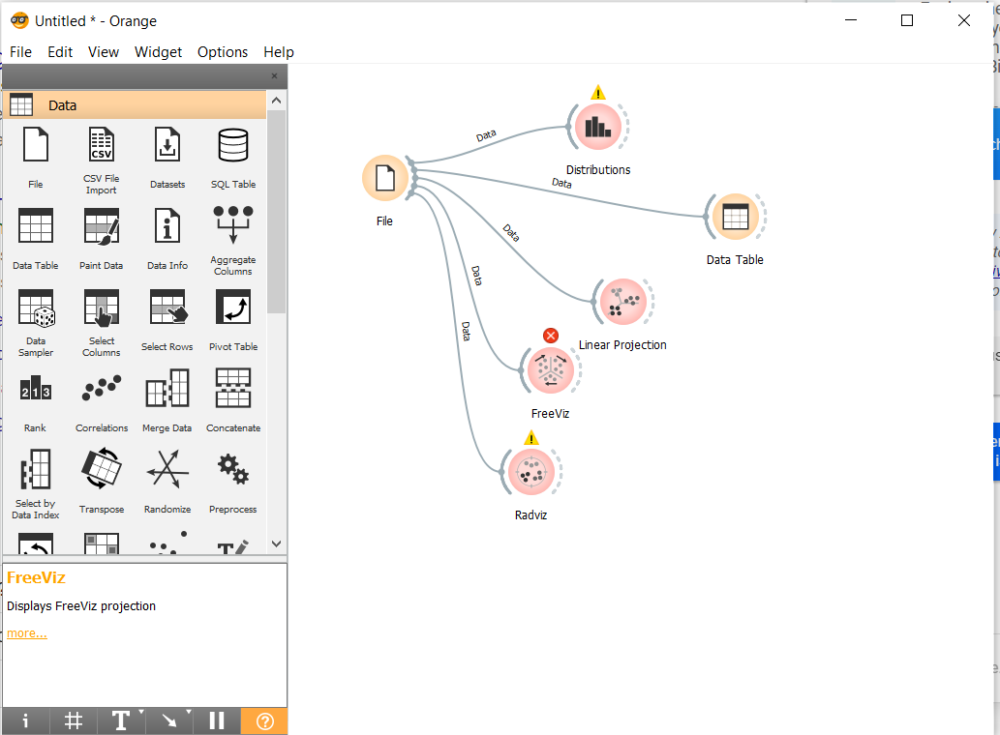 Untitled * - Orange
File Edit View Widget Options Help
Data
File
CSV File
Import
Datasets
SQL Table
Data Table
Paint Data
Data Info
Aggregate
Columns
Data
Sampler
Select
Columns
Select Rows
Pivot Table
Rank
Correlations
Merge Data
Concatenate
Select by
Data Index
Transpose
Randomize
Preprocess
FreeViz
Displays FreeViz projection
more...
File
Data
Data
Data
Data
Data
Distributions
Data Table
Linear Projection
FreeViz
Radviz